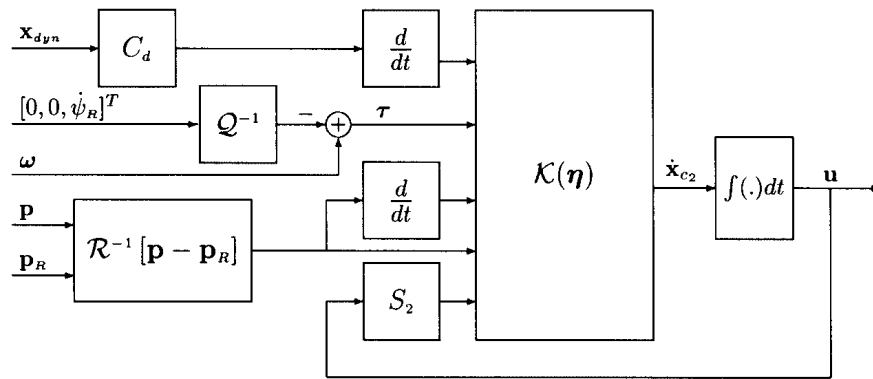 𝐱_{dyn}
C_d
d/dt
[0, 0, ψ̇_R]^T
𝒬^{-1}
−
+
𝛕
𝛚
𝒦(𝛈)
ẋ_{c_2}
∫(.)dt
𝐮
d/dt
𝐩
𝐩_R
ℛ^{-1} [𝐩 − 𝐩_R]
S_2